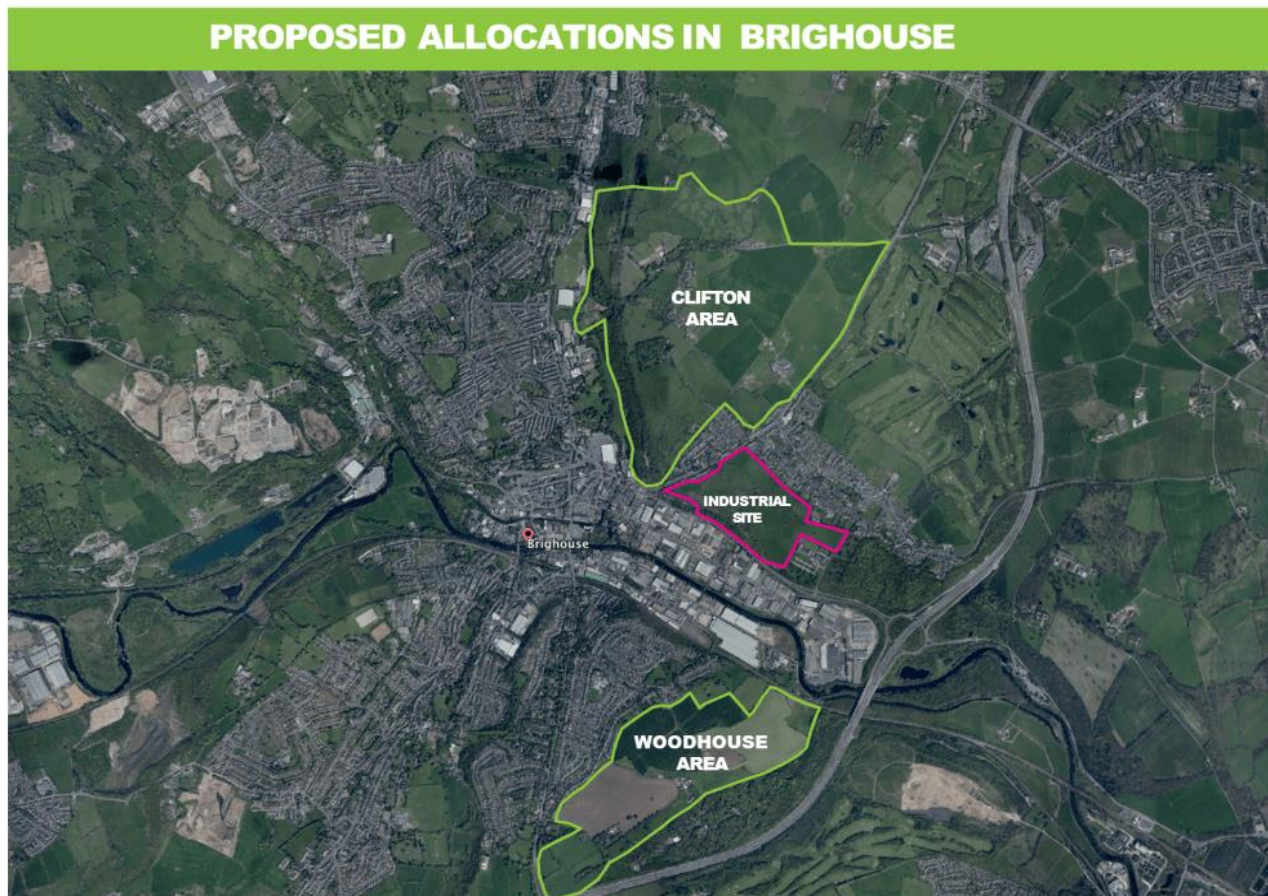 PROPOSED ALLOCATIONS IN BRIGHOUSE
CLIFTON
AREA
INDUSTRIAL
SITE
Brighouse
WOODHOUSE
AREA